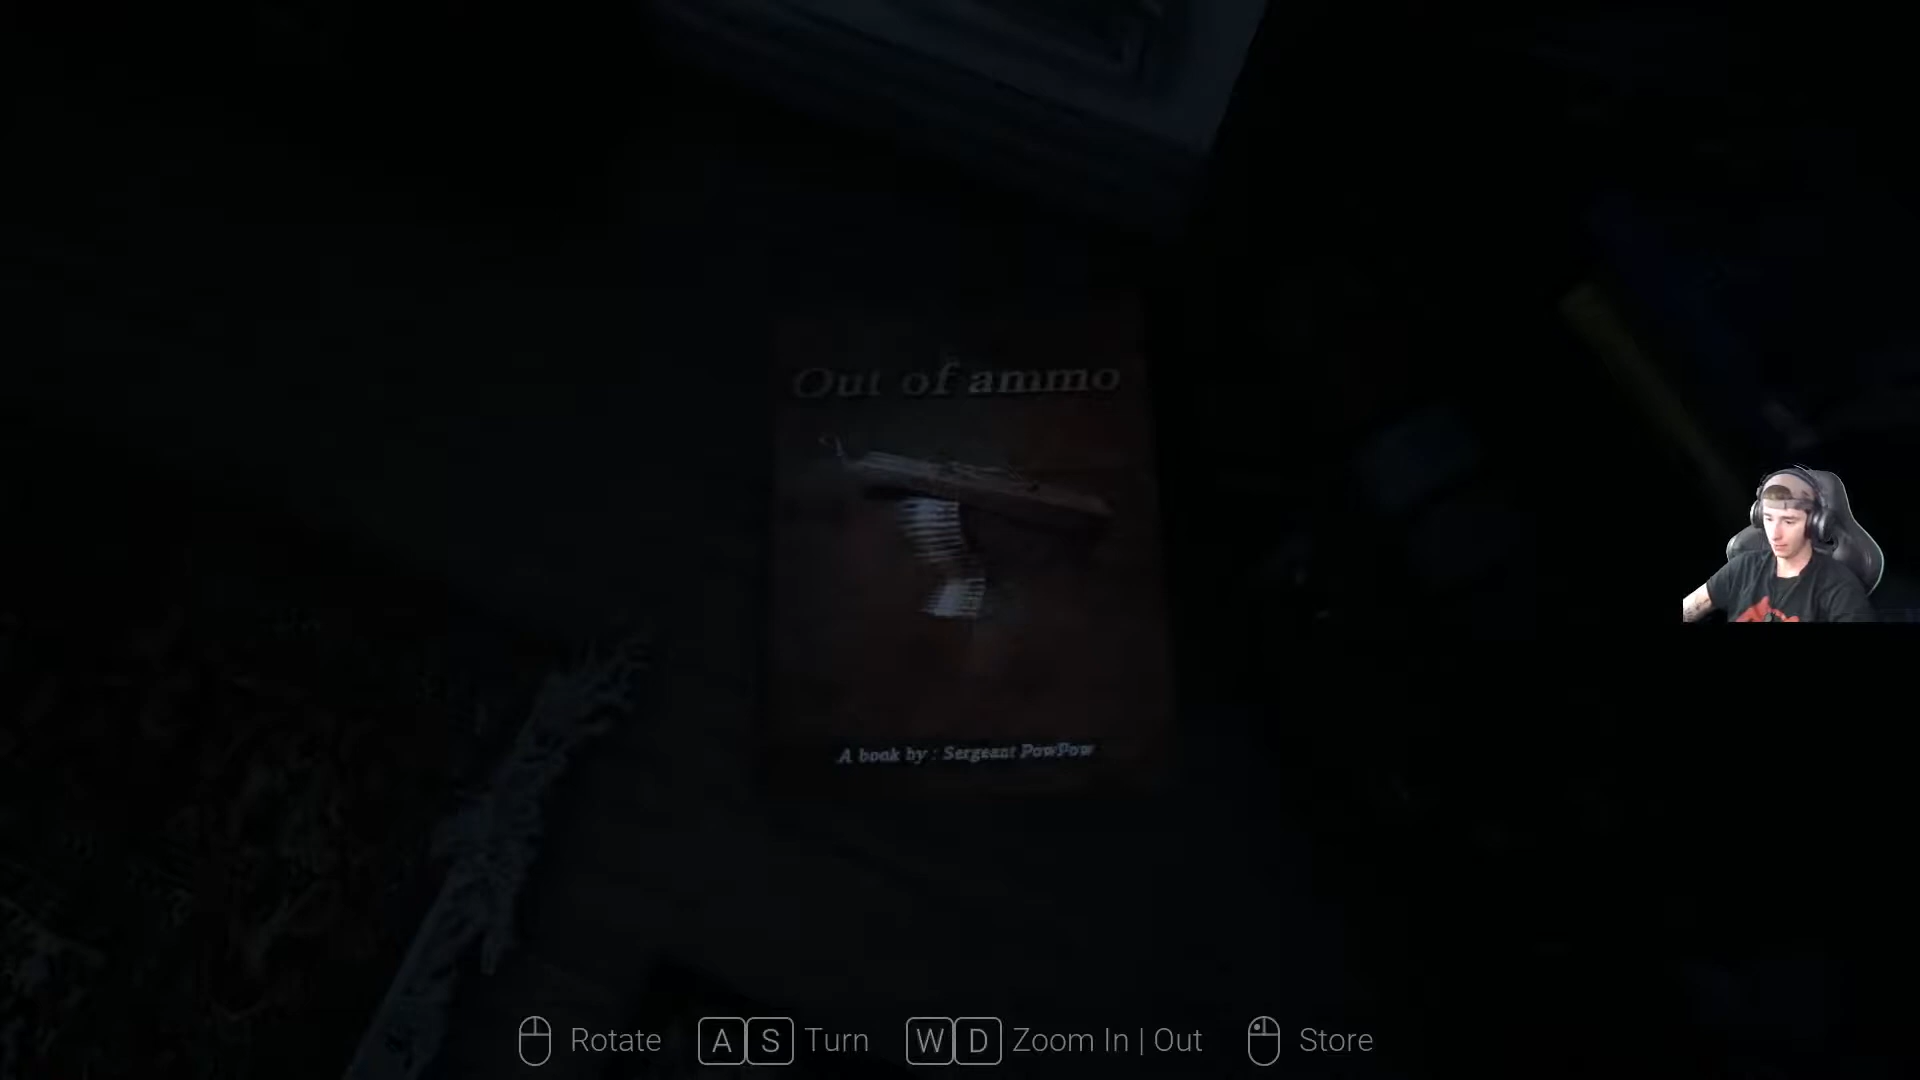 Out of ammo
A book by : Sergeant PowPow
Rotate A S Turn W D Zoom In | Out Store